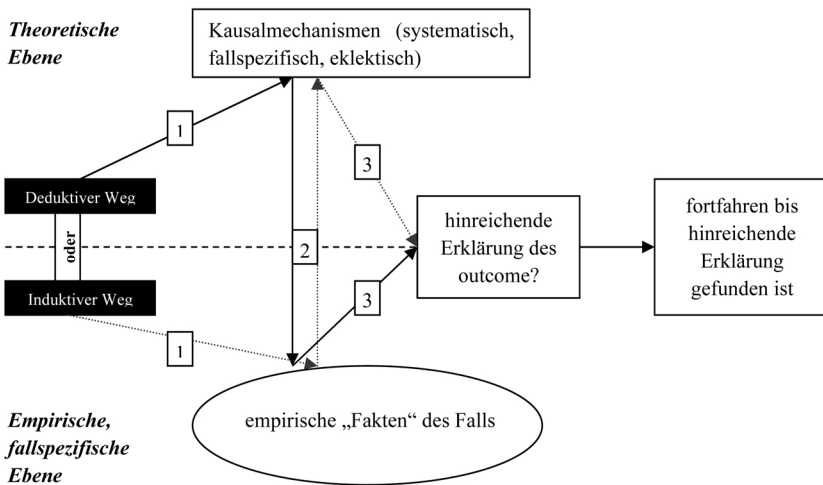 Theoretische
Ebene
Kausalmechanismen (systematisch,
fallspezifisch, eklektisch)
1
3
Deduktiver Weg
oder
2
hinreichende
Erklärung des
outcome?
fortfahren bis
hinreichende
Erklärung
gefunden ist
Induktiver Weg
3
1
Empirische,
fallspezifische
Ebene
empirische „Fakten“ des Falls